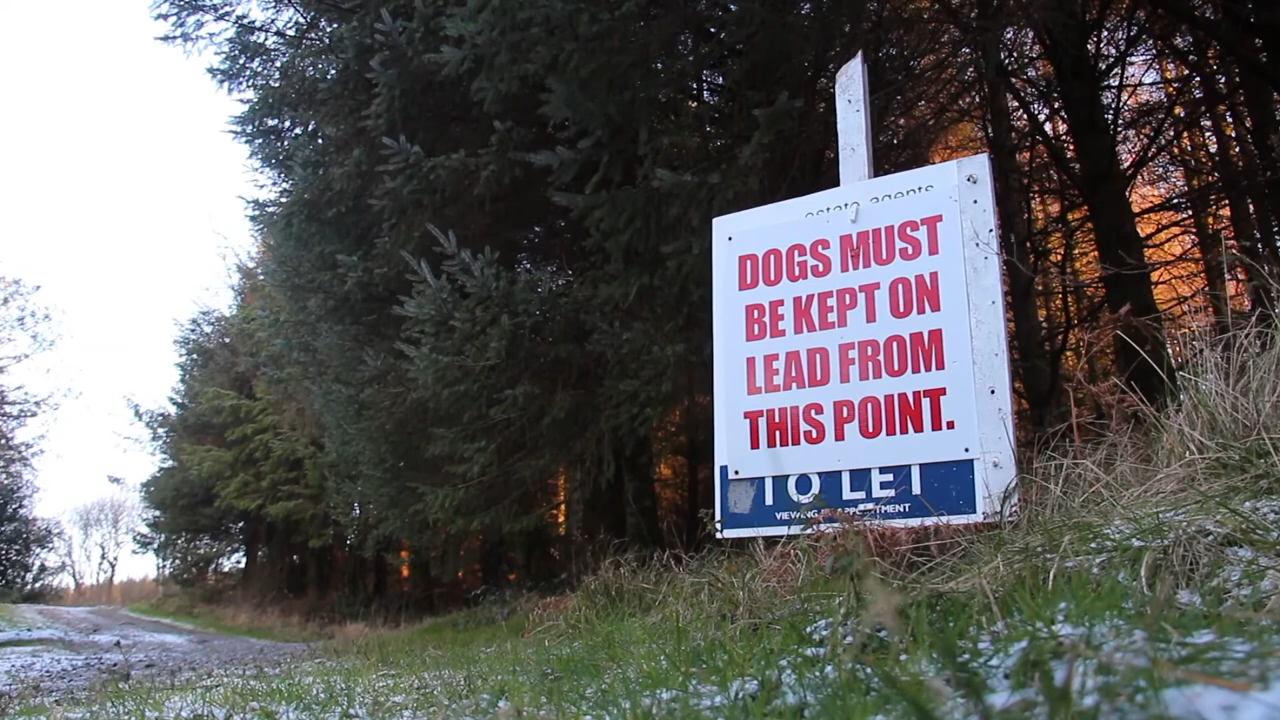 estate agents
DOGS MUST
BE KEPT ON
LEAD FROM
THIS POINT.
TO LET
VIEWING BY APPOINTMENT